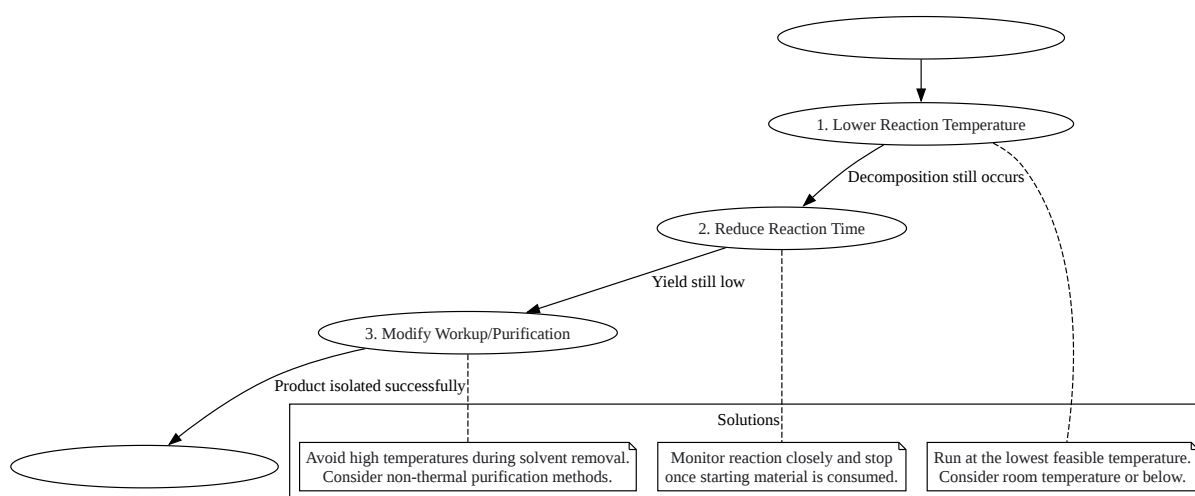 1. Lower Reaction Temperature
Decomposition still occurs
2. Reduce Reaction Time
Yield still low
3. Modify Workup/Purification
Product isolated successfully
Solutions
Avoid high temperatures during solvent removal.
Consider non-thermal purification methods.
Monitor reaction closely and stop
once starting material is consumed.
Run at the lowest feasible temperature.
Consider room temperature or below.